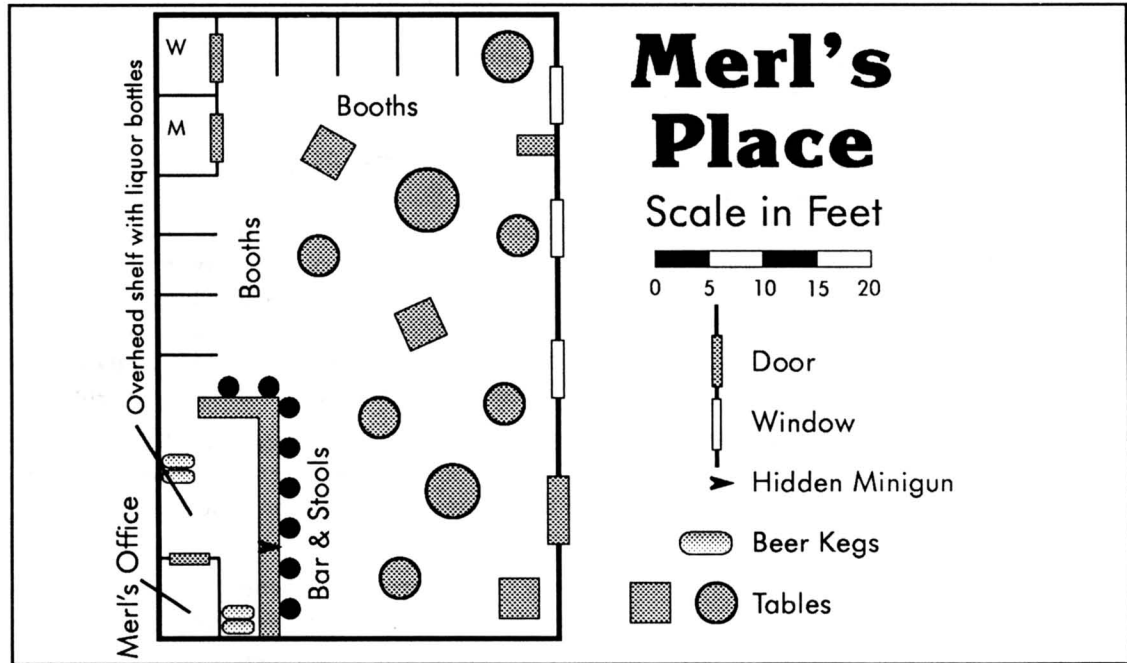 Merl's
Place
Scale in Feet
0 5 10 15 20
Door
Window
Hidden Minigun
Beer Kegs
Tables
W
M
Booths
Booths
Overhead shelf with liquor bottles
Merl's Office
Bar & Stools